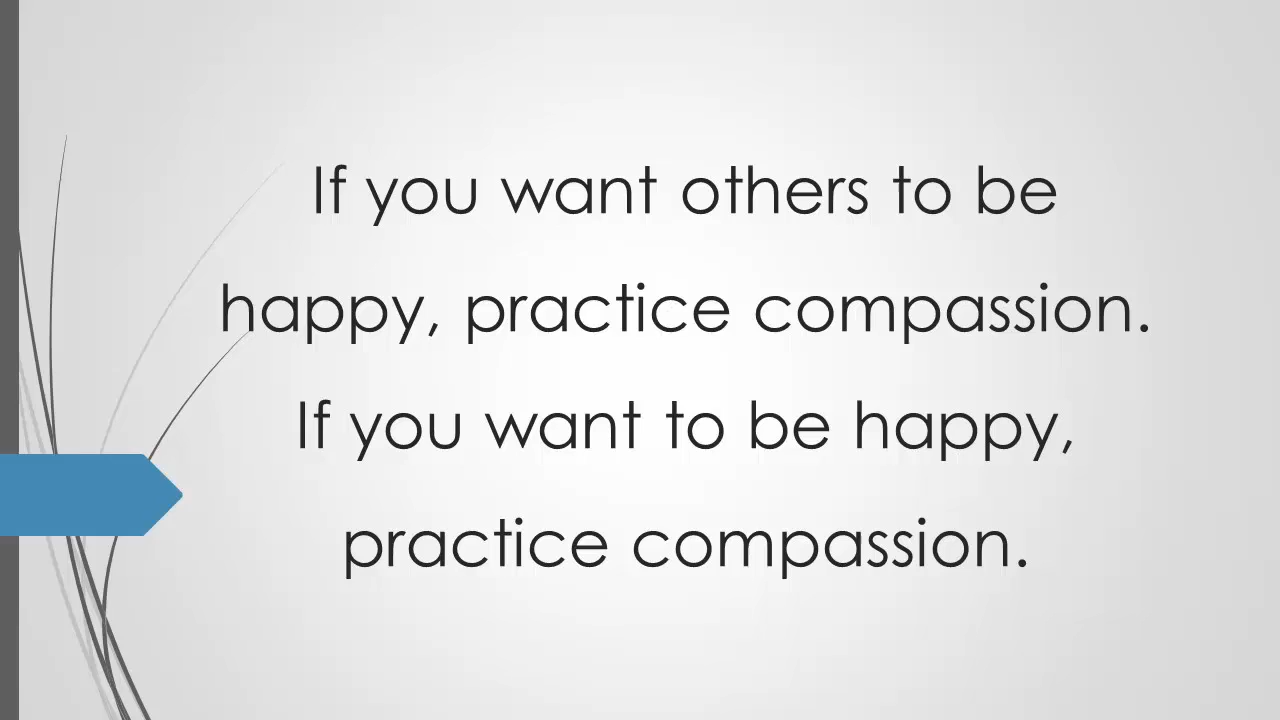 If you want others to be
happy, practice compassion.
If you want to be happy,
practice compassion.